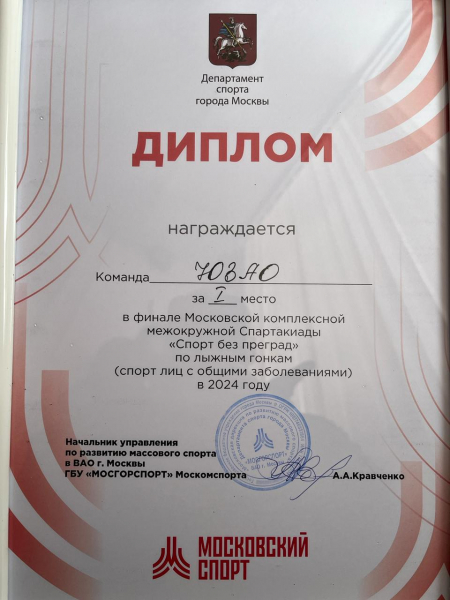 Департамент
спорта
города Москвы
ДИПЛОМ
награждается
Команда ЮЗАО
за I место
в финале Московской комплексной
межокружной Спартакиады
«Спорт без преград»
по лыжным гонкам
(спорт лиц с общими заболеваниями)
в 2024 году
Начальник управления
по развитию массового спорта
в ВАО г. Москвы
ГБУ «МОСГОРСПОРТ» Москомспорта
А.А.Кравченко
«МОСГОРСПОРТ»
МОСКОВСКИЙ
СПОРТ